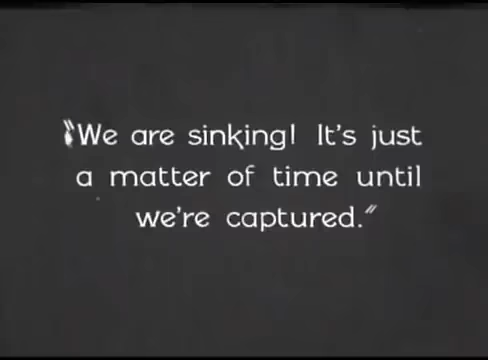 "We are sinking! It's just
a matter of time until
we're captured."